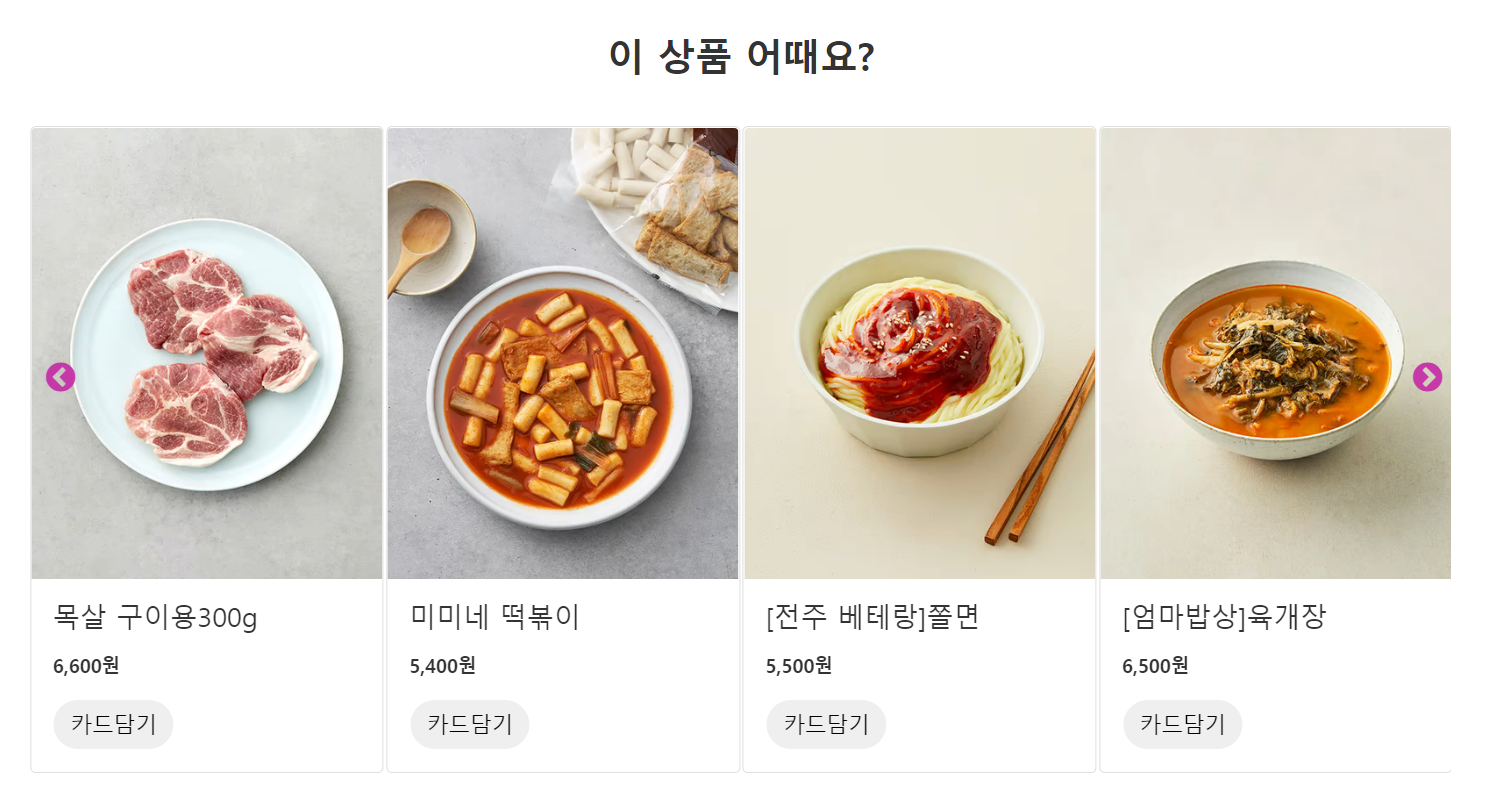 이 상품 어때요?
목살 구이용300g
6,600원
카드담기
미미네 떡볶이
5,400원
카드담기
[전주 베테랑]쫄면
5,500원
카드담기
[엄마밥상]육개장
6,500원
카드담기